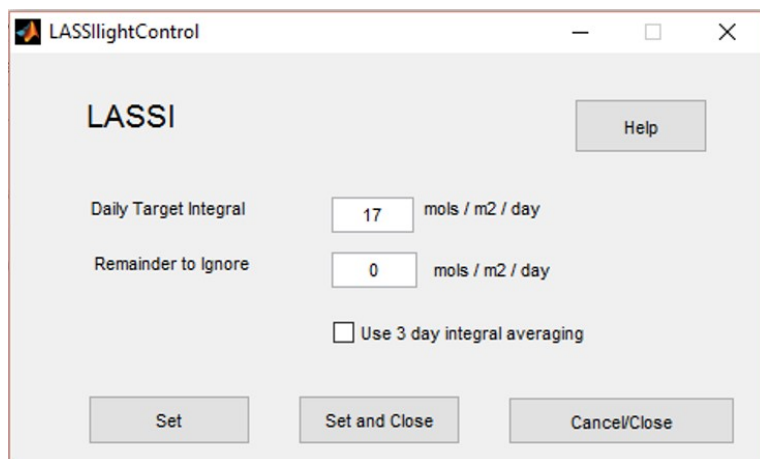 LASSIlightControl
LASSI
Help
Daily Target Integral 17 mols / m2 / day
Remainder to Ignore 0 mols / m2 / day
Use 3 day integral averaging
Set Set and Close Cancel/Close